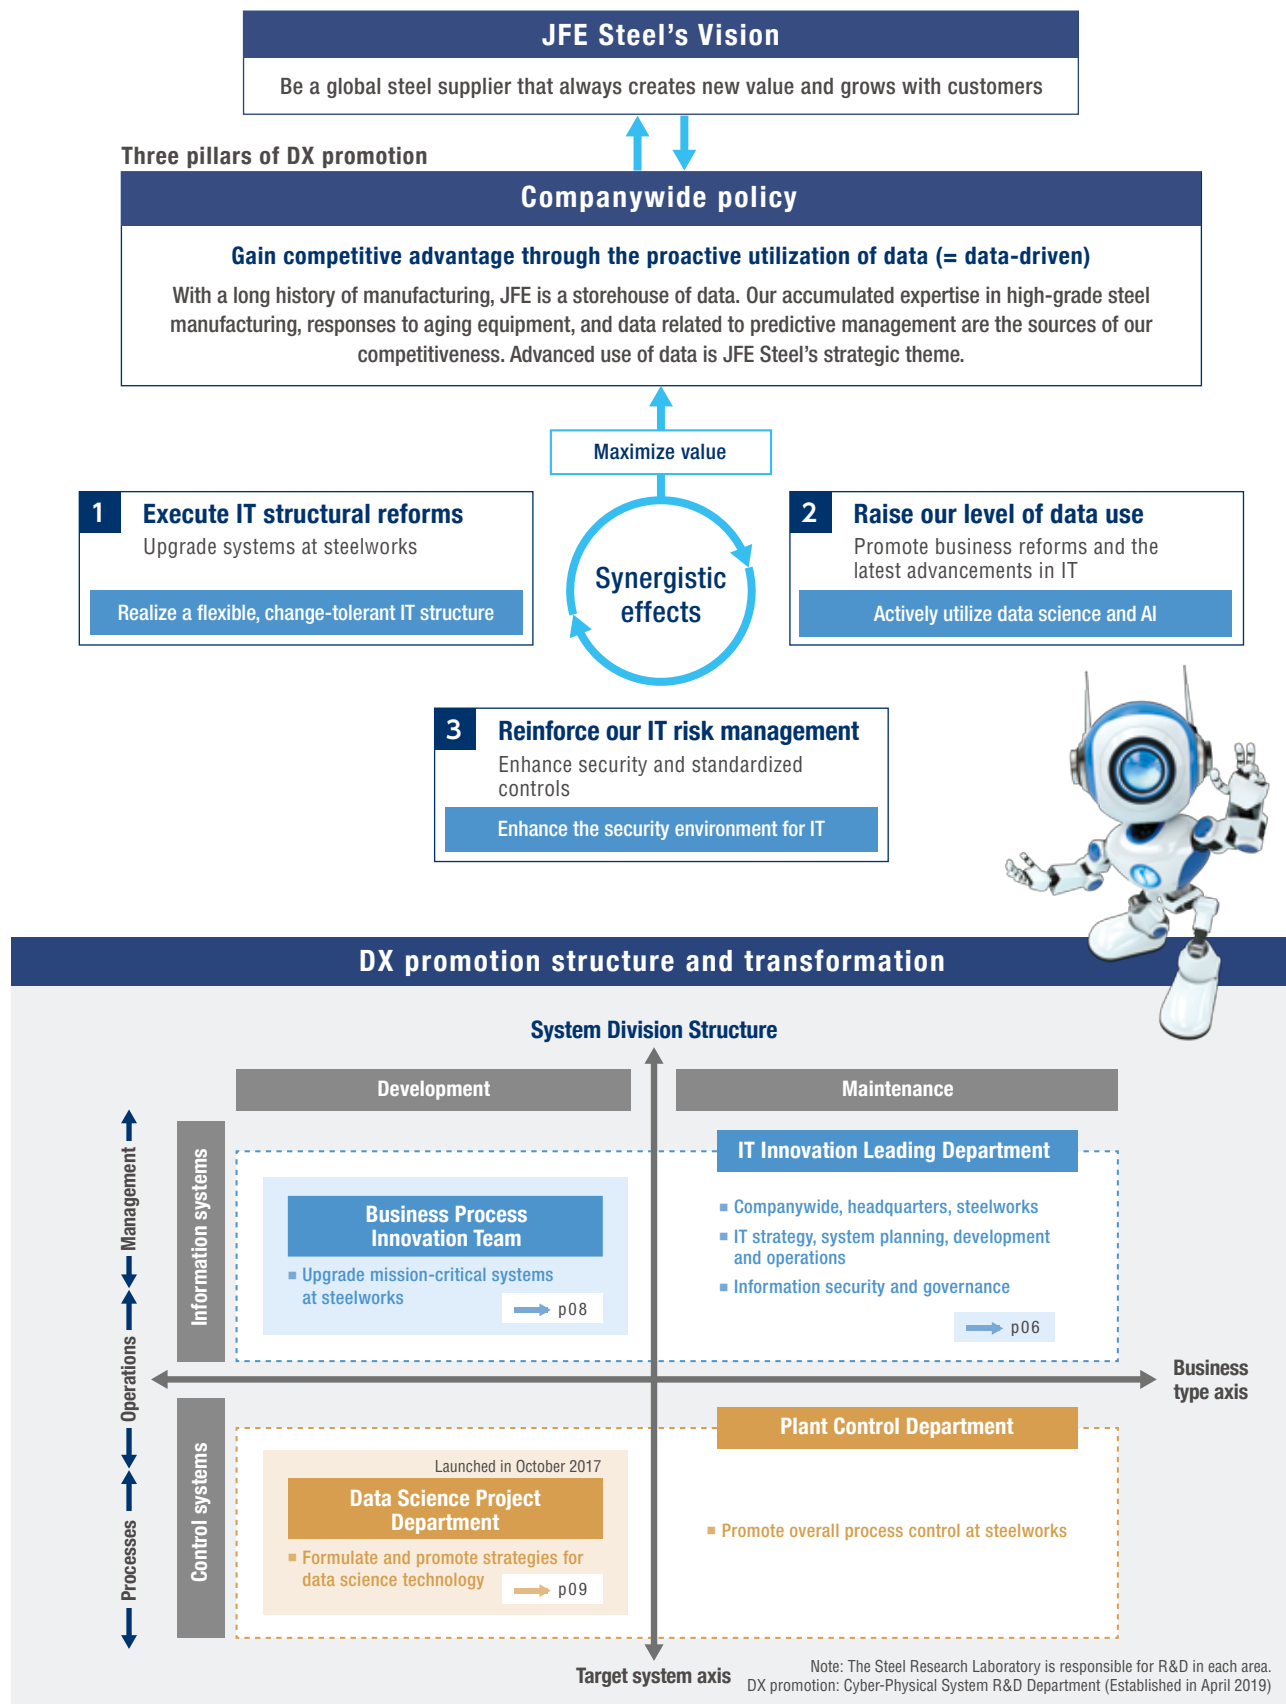 JFE Steel's Vision
Be a global steel supplier that always creates new value and grows with customers
Three pillars of DX promotion
Companywide policy
Gain competitive advantage through the proactive utilization of data (= data-driven)
With a long history of manufacturing, JFE is a storehouse of data. Our accumulated expertise in high-grade steel
manufacturing, responses to aging equipment, and data related to predictive management are the sources of our
competitiveness. Advanced use of data is JFE Steel's strategic theme.
Maximize value
1
Execute IT structural reforms
Upgrade systems at steelworks
Realize a flexible, change-tolerant IT structure
Synergistic
effects
2
Raise our level of data use
Promote business reforms and the
latest advancements in IT
Actively utilize data science and AI
3
Reinforce our IT risk management
Enhance security and standardized
controls
Enhance the security environment for IT
DX promotion structure and transformation
System Division Structure
Development
Maintenance
Management
Operations
Processes
Information systems
Control systems
Business Process
Innovation Team
Upgrade mission-critical systems
at steelworks
p08
IT Innovation Leading Department
Companywide, headquarters, steelworks
IT strategy, system planning, development
and operations
Information security and governance
p06
Business
type axis
Launched in October 2017
Data Science Project
Department
Formulate and promote strategies for
data science technology
p09
Plant Control Department
Promote overall process control at steelworks
Target system axis
Note: The Steel Research Laboratory is responsible for R&D in each area.
DX promotion: Cyber-Physical System R&D Department (Established in April 2019)